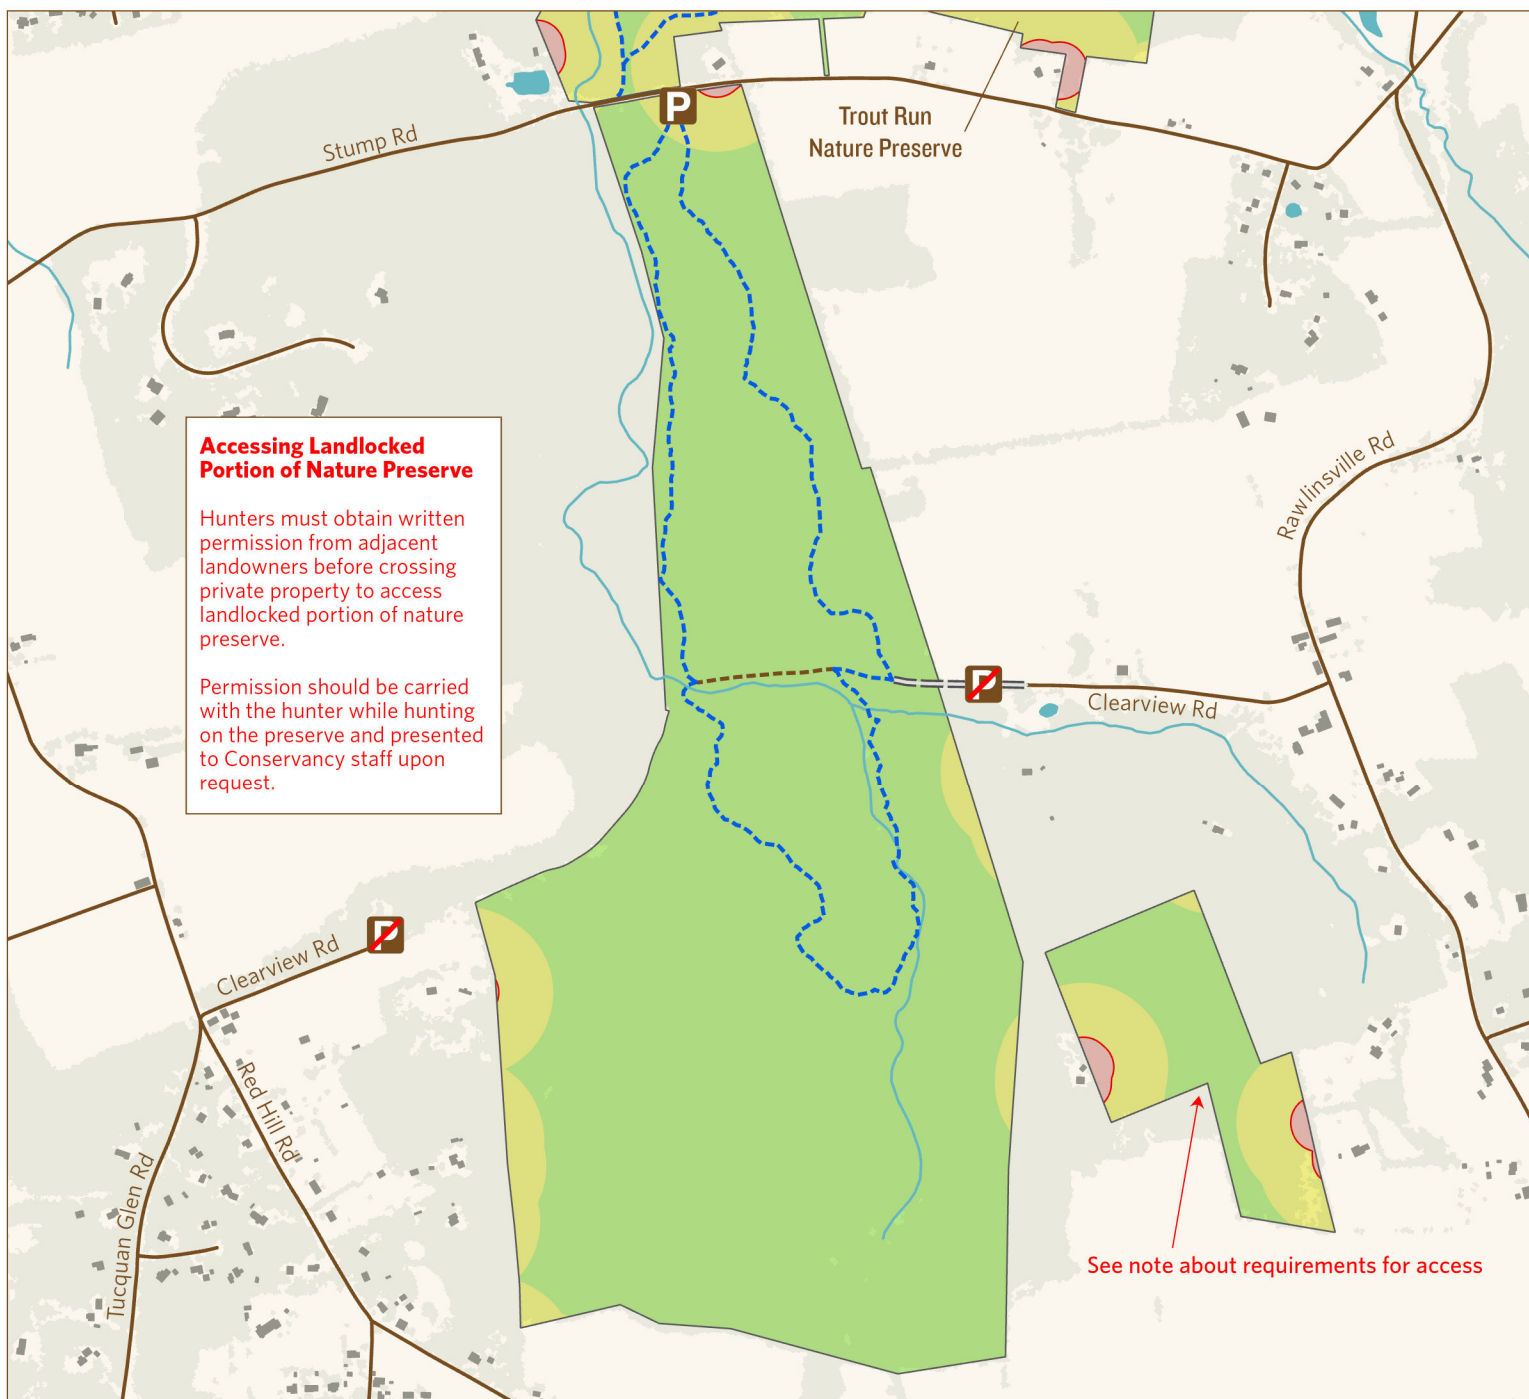 Stump Rd
P
Trout Run
Nature Preserve
Accessing Landlocked
Portion of Nature Preserve
Hunters must obtain written
permission from adjacent
landowners before crossing
private property to access
landlocked portion of nature
preserve.
Permission should be carried
with the hunter while hunting
on the preserve and presented
to Conservancy staff upon
request.
Rawlinsville Rd
P
Clearview Rd
P
Clearview Rd
Red Hill Rd
Tucquan Glen Rd
See note about requirements for access